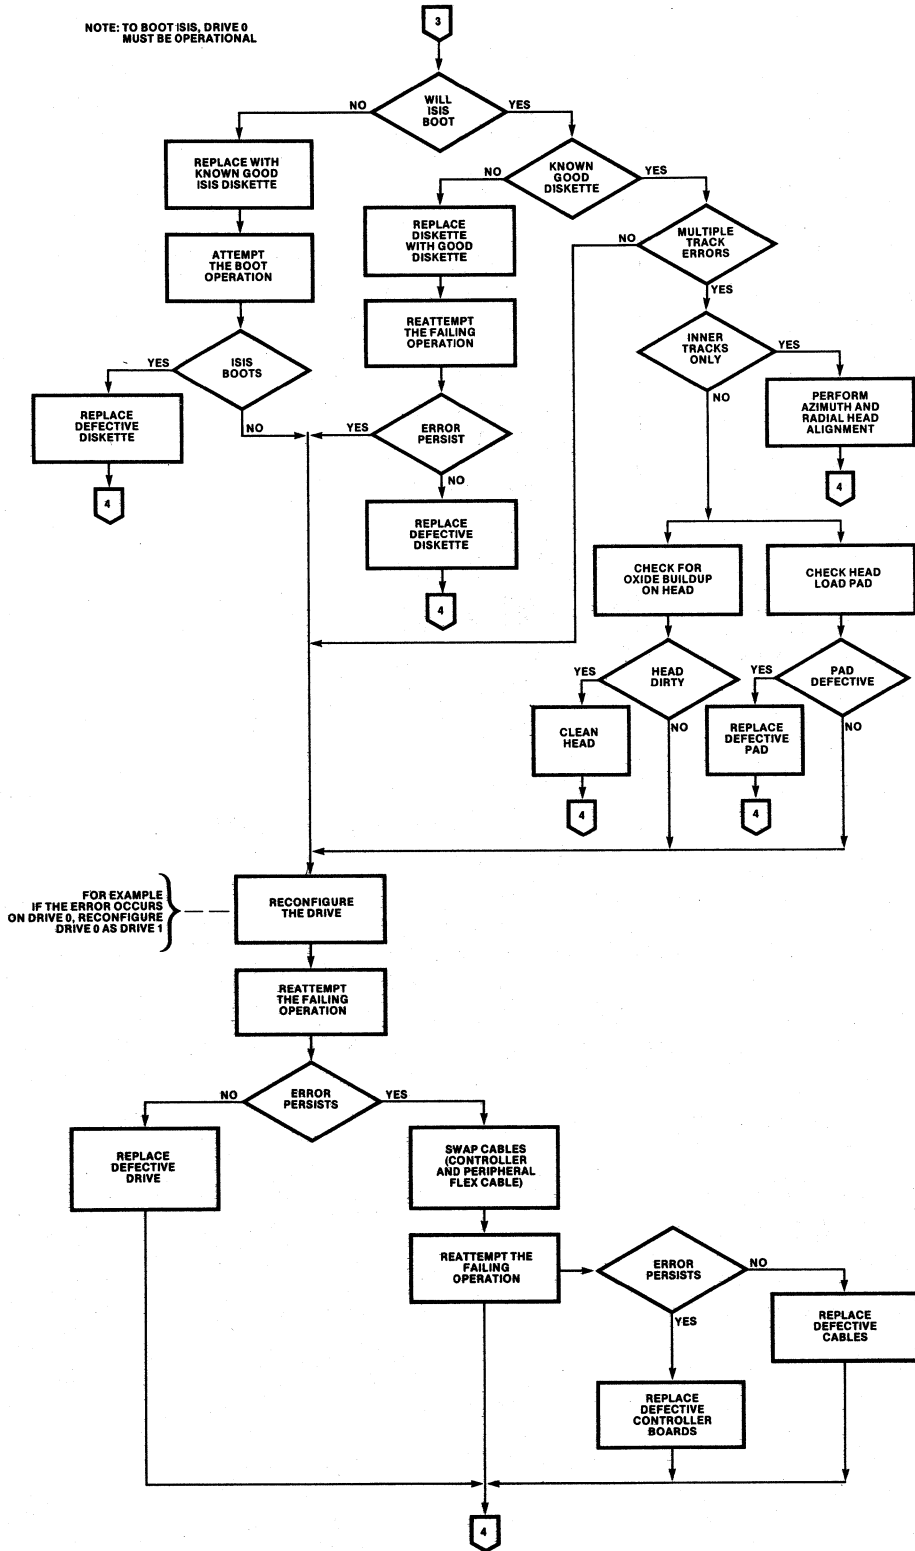 3
NOTE: TO BOOT ISIS, DRIVE 0
MUST BE OPERATIONAL
WILL
ISIS
BOOT
NO
YES
REPLACE WITH
KNOWN GOOD
ISIS DISKETTE
KNOWN
GOOD
DISKETTE
NO
YES
ATTEMPT
THE BOOT
OPERATION
REPLACE
DISKETTE
WITH GOOD
DISKETTE
MULTIPLE
TRACK
ERRORS
NO
YES
REATTEMPT
THE FAILING
OPERATION
INNER
TRACKS
ONLY
YES
NO
ISIS
BOOTS
YES
NO
REPLACE
DEFECTIVE
DISKETTE
4
ERROR
PERSIST
YES
NO
PERFORM
AZIMUTH AND
RADIAL HEAD
ALIGNMENT
4
REPLACE
DEFECTIVE
DISKETTE
4
CHECK FOR
OXIDE BUILDUP
ON HEAD
CHECK HEAD
LOAD PAD
HEAD
DIRTY
YES
NO
PAD
DEFECTIVE
YES
NO
CLEAN
HEAD
4
REPLACE
DEFECTIVE
PAD
4
FOR EXAMPLE
IF THE ERROR OCCURS
ON DRIVE 0, RECONFIGURE
DRIVE 0 AS DRIVE 1
RECONFIGURE
THE DRIVE
REATTEMPT
THE FAILING
OPERATION
ERROR
PERSISTS
NO
YES
REPLACE
DEFECTIVE
DRIVE
SWAP CABLES
(CONTROLLER
AND PERIPHERAL
FLEX CABLE)
REATTEMPT THE
FAILING
OPERATION
ERROR
PERSISTS
NO
YES
REPLACE
DEFECTIVE
CABLES
REPLACE
DEFECTIVE
CONTROLLER
BOARDS
4